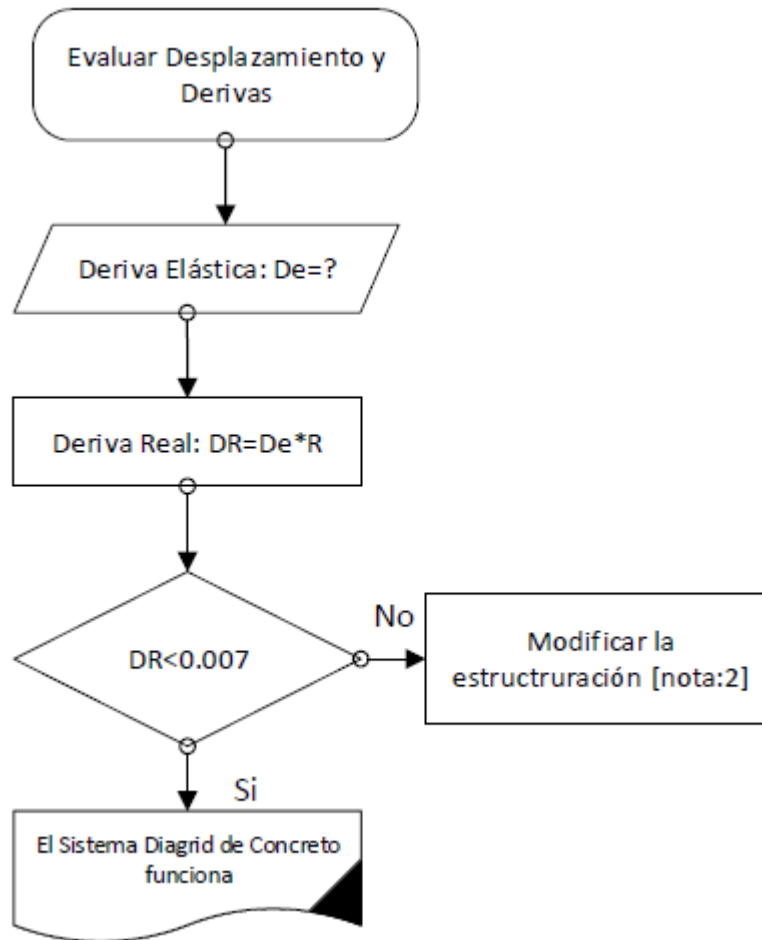 Evaluar Desplazamiento y
Derivas
Deriva Elástica: De=?
Deriva Real: DR=De*R
DR<0.007
No
Modificar la
estructruración [nota:2]
Si
El Sistema Diagrid de Concreto
funciona